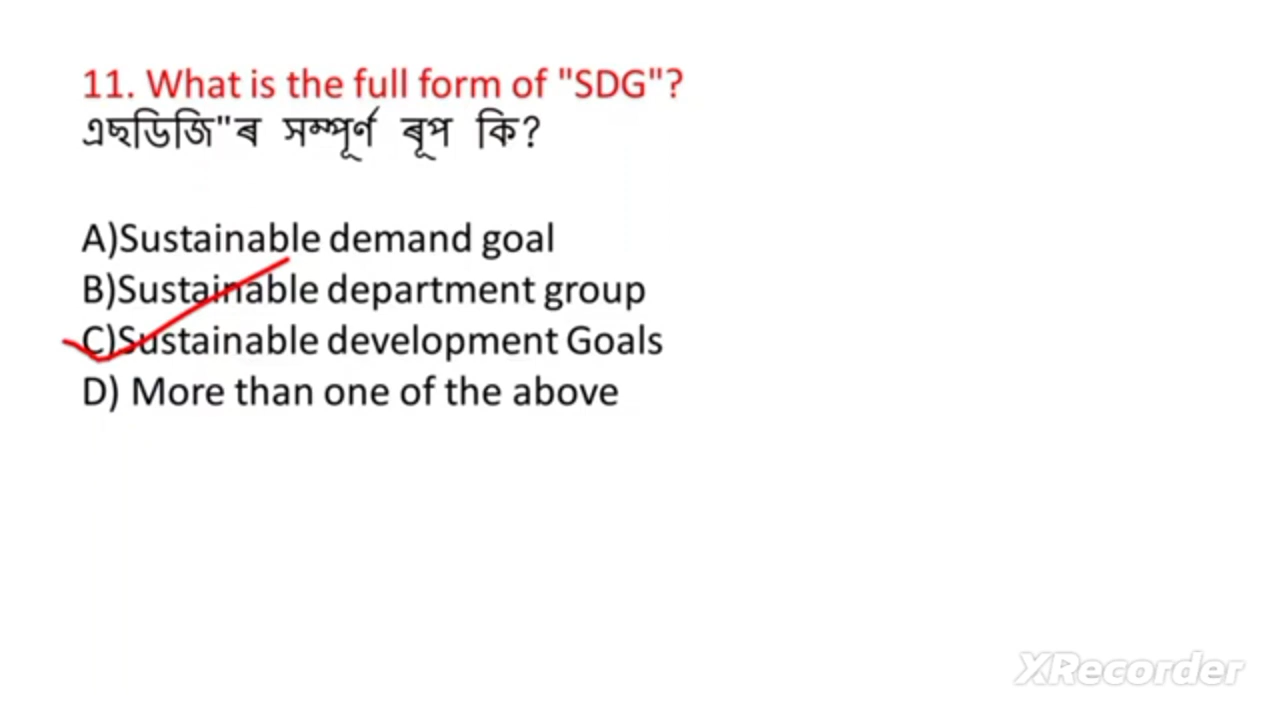 11. What is the full form of "SDG"?
এছডিজি"ৰ সম্পূৰ্ণ ৰূপ কি?
A)Sustainable demand goal
B)Sustainable department group
C)Sustainable development Goals
D) More than one of the above
XRecorder